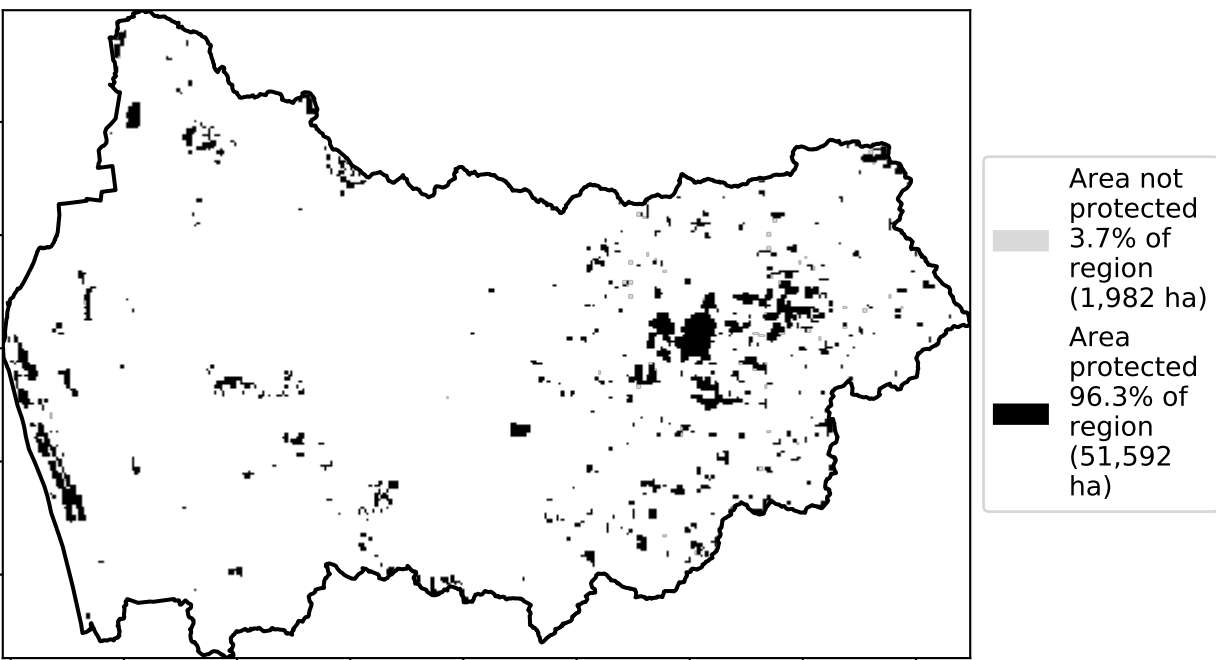 Area not
protected
3.7% of
region
(1,982 ha)
Area
protected
96.3% of
region
(51,592
ha)